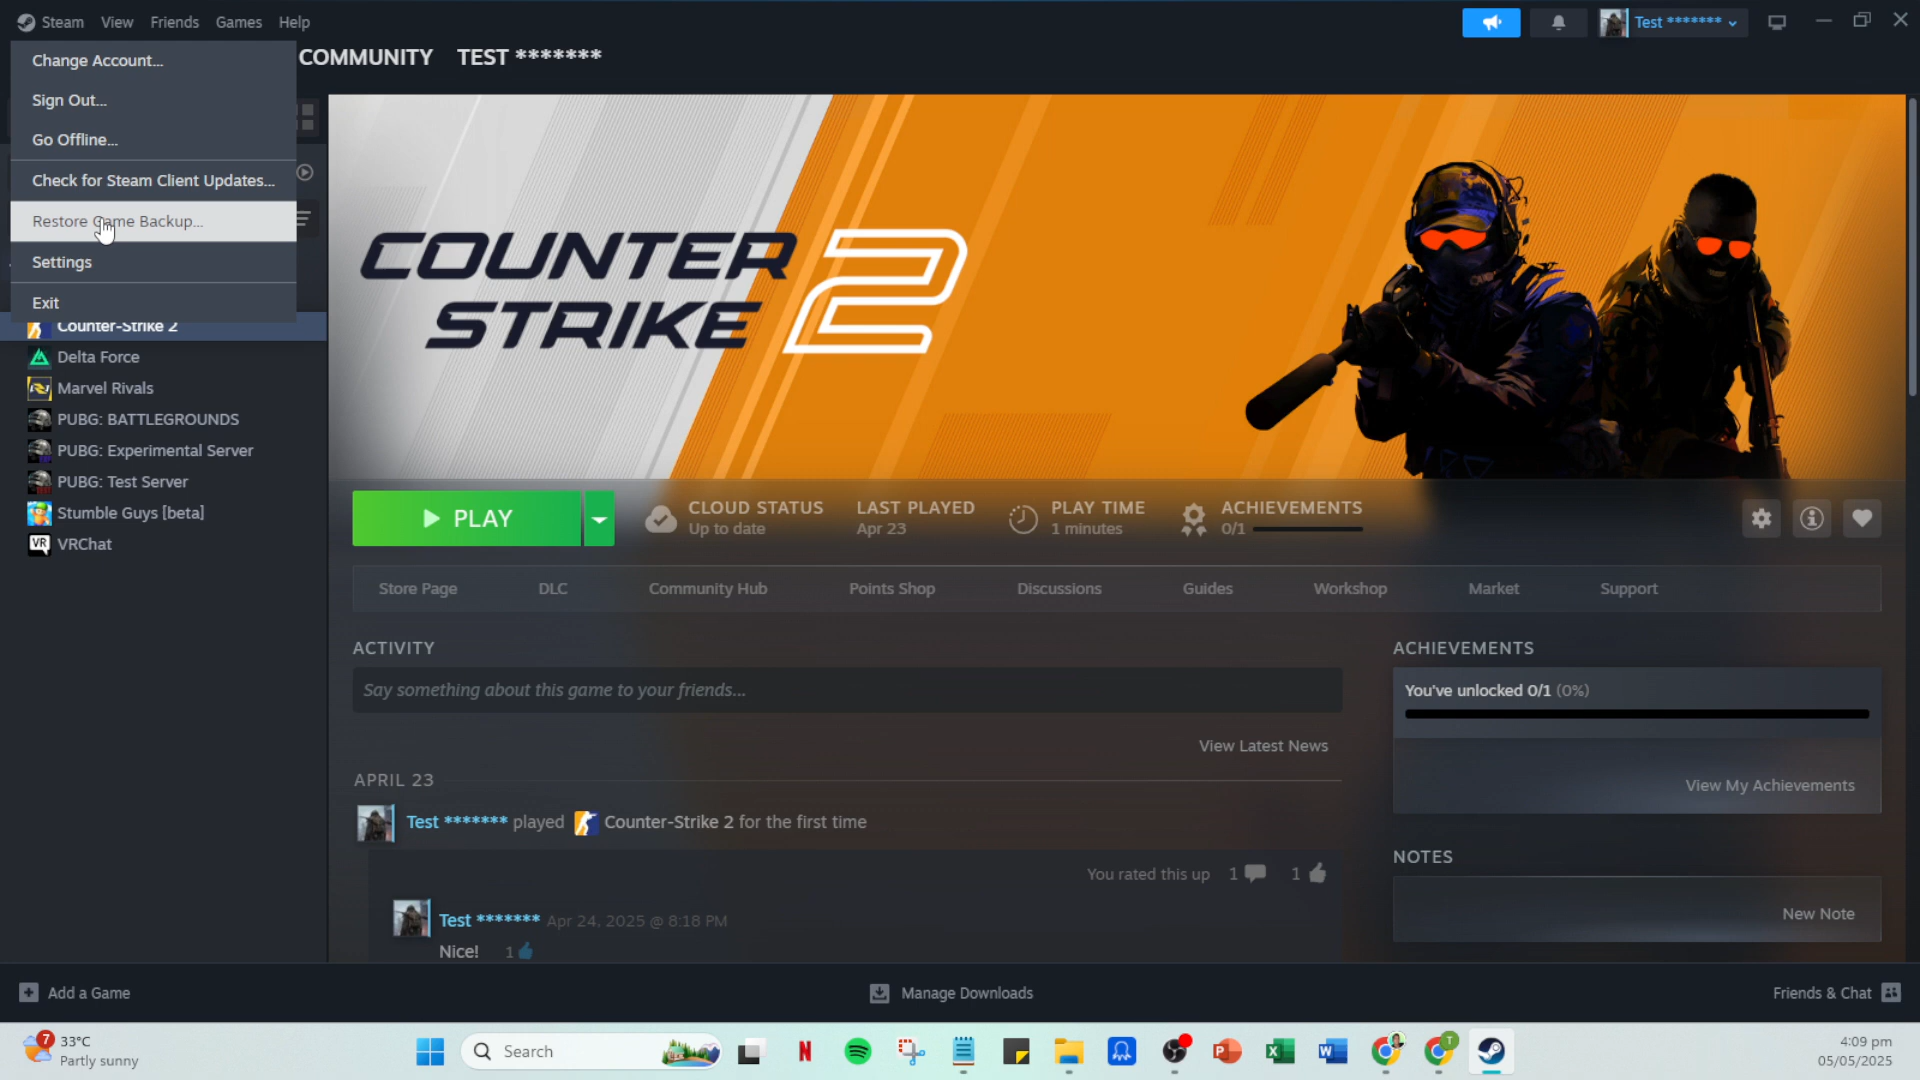 Steam View Friends Games Help
Test *******
COMMUNITY TEST *******
Change Account...
Sign Out...
Go Offline...
Check for Steam Client Updates...
Restore Game Backup...
Settings
Exit
Counter-Strike 2
Delta Force
Marvel Rivals
PUBG: BATTLEGROUNDS
PUBG: Experimental Server
PUBG: Test Server
Stumble Guys [beta]
VR VRChat
COUNTER
STRIKE 2
PLAY
CLOUD STATUS
Up to date
LAST PLAYED
Apr 23
PLAY TIME
1 minutes
ACHIEVEMENTS
0/1
Store Page DLC Community Hub Points Shop Discussions Guides Workshop Market Support
ACTIVITY
Say something about this game to your friends...
View Latest News
APRIL 23
Test ******* played Counter-Strike 2 for the first time
You rated this up 1 1
Test ******* Apr 24, 2025 @ 8:18 PM
Nice! 1
ACHIEVEMENTS
You've unlocked 0/1 (0%)
View My Achievements
NOTES
New Note
Add a Game
Manage Downloads
Friends & Chat
7
33°C
Partly sunny
Search
N
P
X
W
T
4:09 pm
05/05/2025